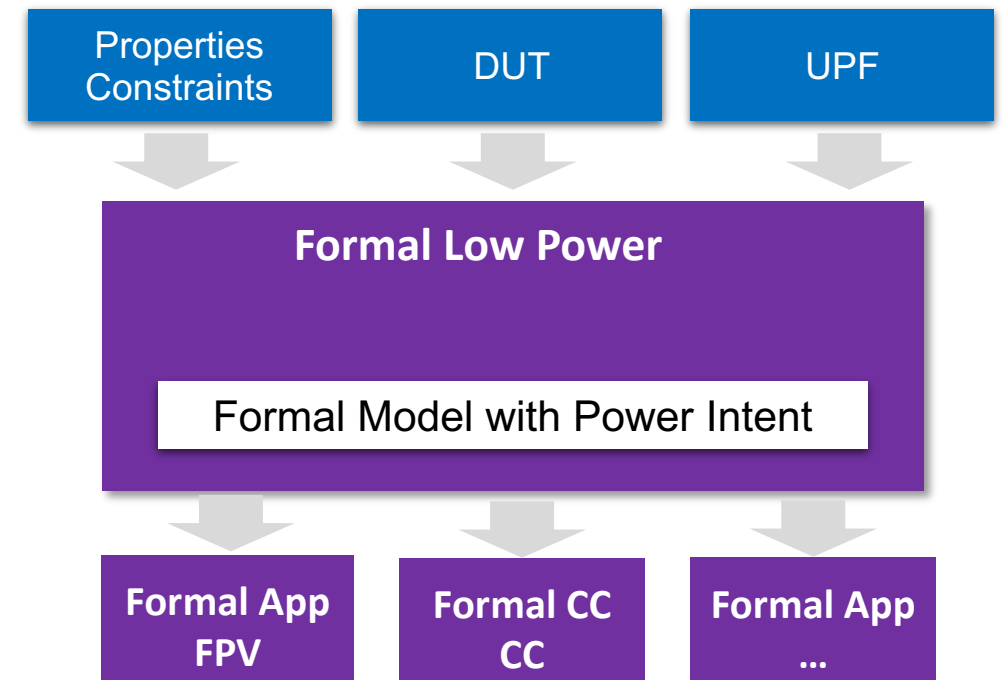 Properties
Constraints
DUT
UPF
Formal Low Power
Formal Model with Power Intent
Formal App
FPV
Formal CC
CC
Formal App
...